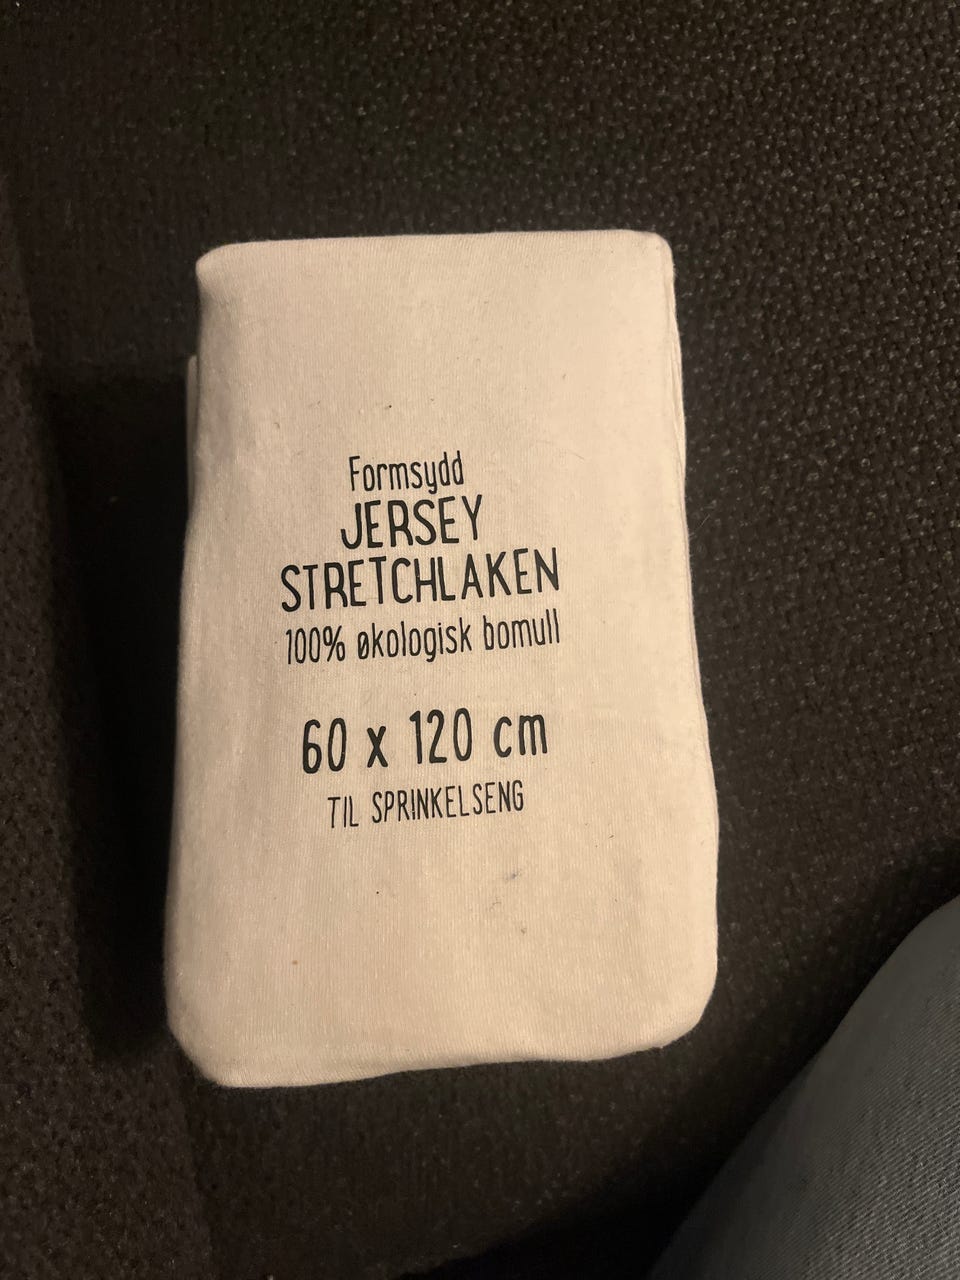 Formsydd
JERSEY
STRETCHLAKEN
100% økologisk bomull
60 x 120 cm
TIL SPRINKELSENG